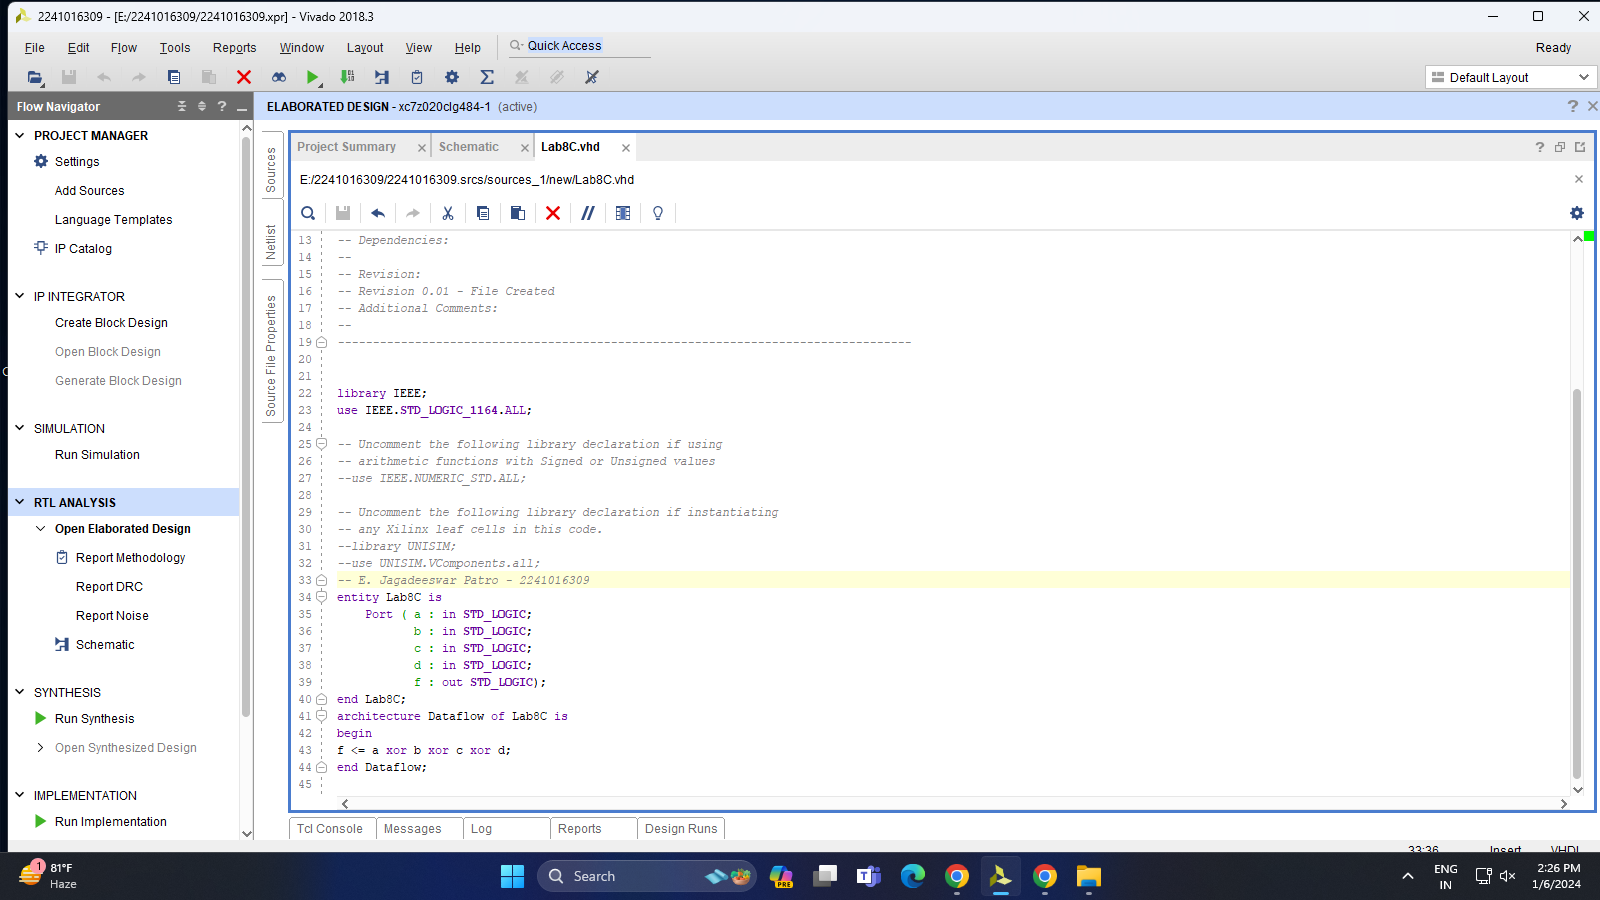 2241016309 - [E:/2241016309/2241016309.xpr] - Vivado 2018.3
File Edit Flow Tools Reports Window Layout View Help Quick Access Ready
Default Layout
Flow Navigator
ELABORATED DESIGN - xc7z020clg484-1 (active)
PROJECT MANAGER
Settings
Add Sources
Language Templates
IP Catalog
IP INTEGRATOR
Create Block Design
Open Block Design
Generate Block Design
SIMULATION
Run Simulation
RTL ANALYSIS
Open Elaborated Design
Report Methodology
Report DRC
Report Noise
Schematic
SYNTHESIS
Run Synthesis
Open Synthesized Design
IMPLEMENTATION
Run Implementation
Sources
Netlist
Source File Properties
Project Summary Schematic Lab8C.vhd
E:/2241016309/2241016309.srcs/sources_1/new/Lab8C.vhd
13 -- Dependencies:
14 --
15 -- Revision:
16 -- Revision 0.01 - File Created
17 -- Additional Comments:
18 --
19 ----------------------------------------------------------------------------------
20
21
22 library IEEE;
23 use IEEE.STD_LOGIC_1164.ALL;
24
25 -- Uncomment the following library declaration if using
26 -- arithmetic functions with Signed or Unsigned values
27 --use IEEE.NUMERIC_STD.ALL;
28
29 -- Uncomment the following library declaration if instantiating
30 -- any Xilinx leaf cells in this code.
31 --library UNISIM;
32 --use UNISIM.VComponents.all;
33 -- E. Jagadeeswar Patro - 2241016309
34 entity Lab8C is
35 Port ( a : in STD_LOGIC;
36 b : in STD_LOGIC;
37 c : in STD_LOGIC;
38 d : in STD_LOGIC;
39 f : out STD_LOGIC);
40 end Lab8C;
41 architecture Dataflow of Lab8C is
42 begin
43 f <= a xor b xor c xor d;
44 end Dataflow;
45
Tcl Console Messages Log Reports Design Runs
33:36 Insert VHDL
1
81°F
Haze
Search
PRE
ENG
IN
2:26 PM
1/6/2024